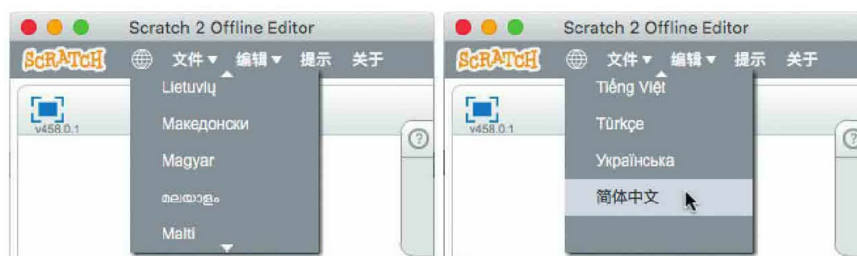 Scratch 2 Offline Editor
SCRATCH 文件▼ 编辑▼ 提示 关于
Lietuvių
v458.0.1
Македонски
?
Magyar
മലയാളം
Malti
Scratch 2 Offline Editor
SCRATCH 文件▼ 编辑▼ 提示 关于
Tiếng Việt
v458.0.1
Türkçe
?
Українська
简体中文